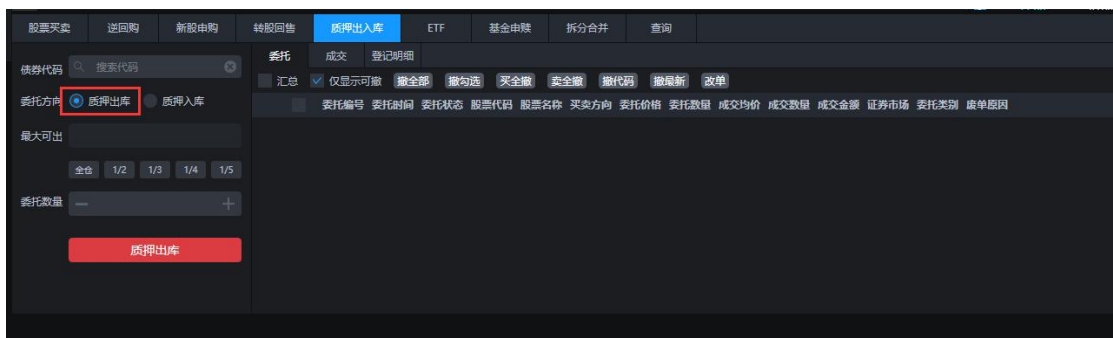 股票买卖 逆回购 新股申购 转股回售 质押出入库 ETF 基金申赎 拆分合并 查询
委托 成交 登记明细
债券代码 搜索代码
汇总 仅显示可撤 撤全部 撤勾选 买全撤 卖全撤 撤代码 撤最新 改单
委托方向 质押出库 质押入库
委托编号 委托时间 委托状态 股票代码 股票名称 买卖方向 委托价格 委托数量 成交均价 成交数量 成交金额 证券市场 委托类别 废单原因
最大可出
全仓 1/2 1/3 1/4 1/5
委托数量
质押出库